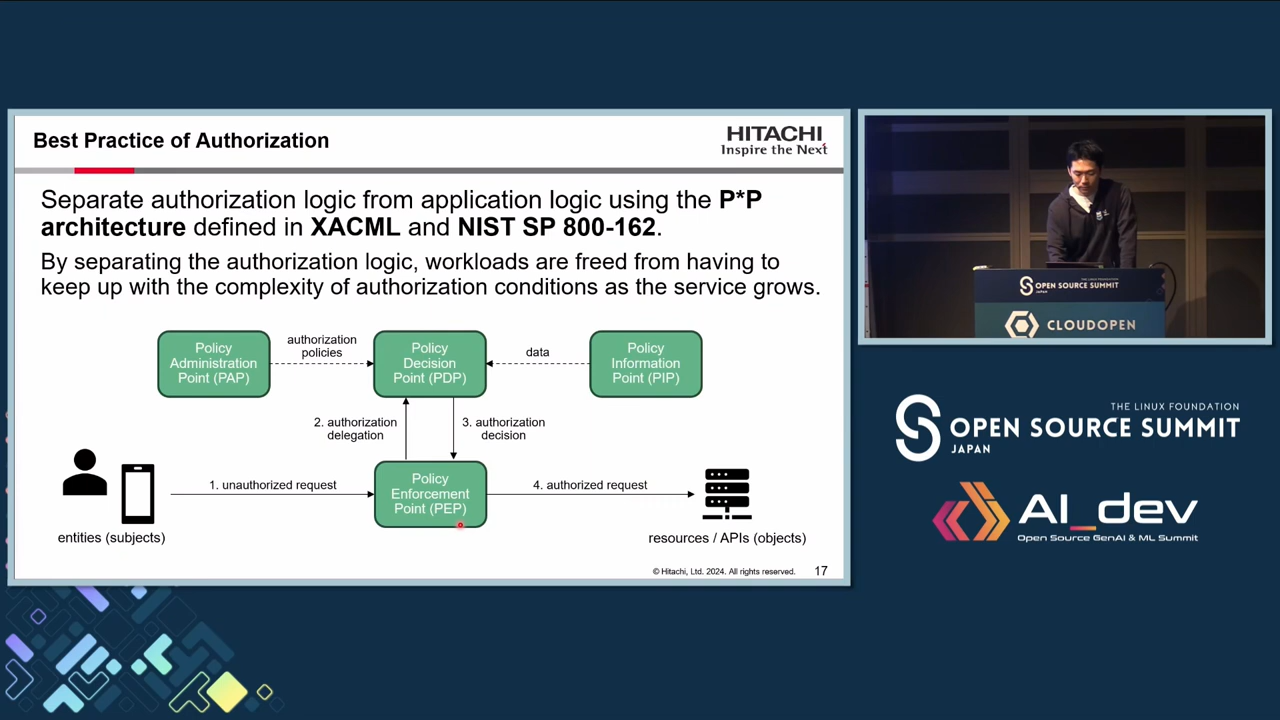 Best Practice of Authorization
HITACHI
Inspire the Next
Separate authorization logic from application logic using the P*P
architecture defined in XACML and NIST SP 800-162.
By separating the authorization logic, workloads are freed from having to
keep up with the complexity of authorization conditions as the service grows.
Policy
Administration
Point (PAP)
authorization
policies
Policy
Decision
Point (PDP)
data
Policy
Information
Point (PIP)
2. authorization
delegation
3. authorization
decision
1. unauthorized request
Policy
Enforcement
Point (PEP)
4. authorized request
entities (subjects)
resources / APIs (objects)
© Hitachi, Ltd. 2024. All rights reserved.
17
THE LINUX FOUNDATION
OPEN SOURCE SUMMIT
JAPAN
CLOUDOPEN
THE LINUX FOUNDATION
OPEN SOURCE SUMMIT
JAPAN
AI_dev
Open Source GenAI & ML Summit